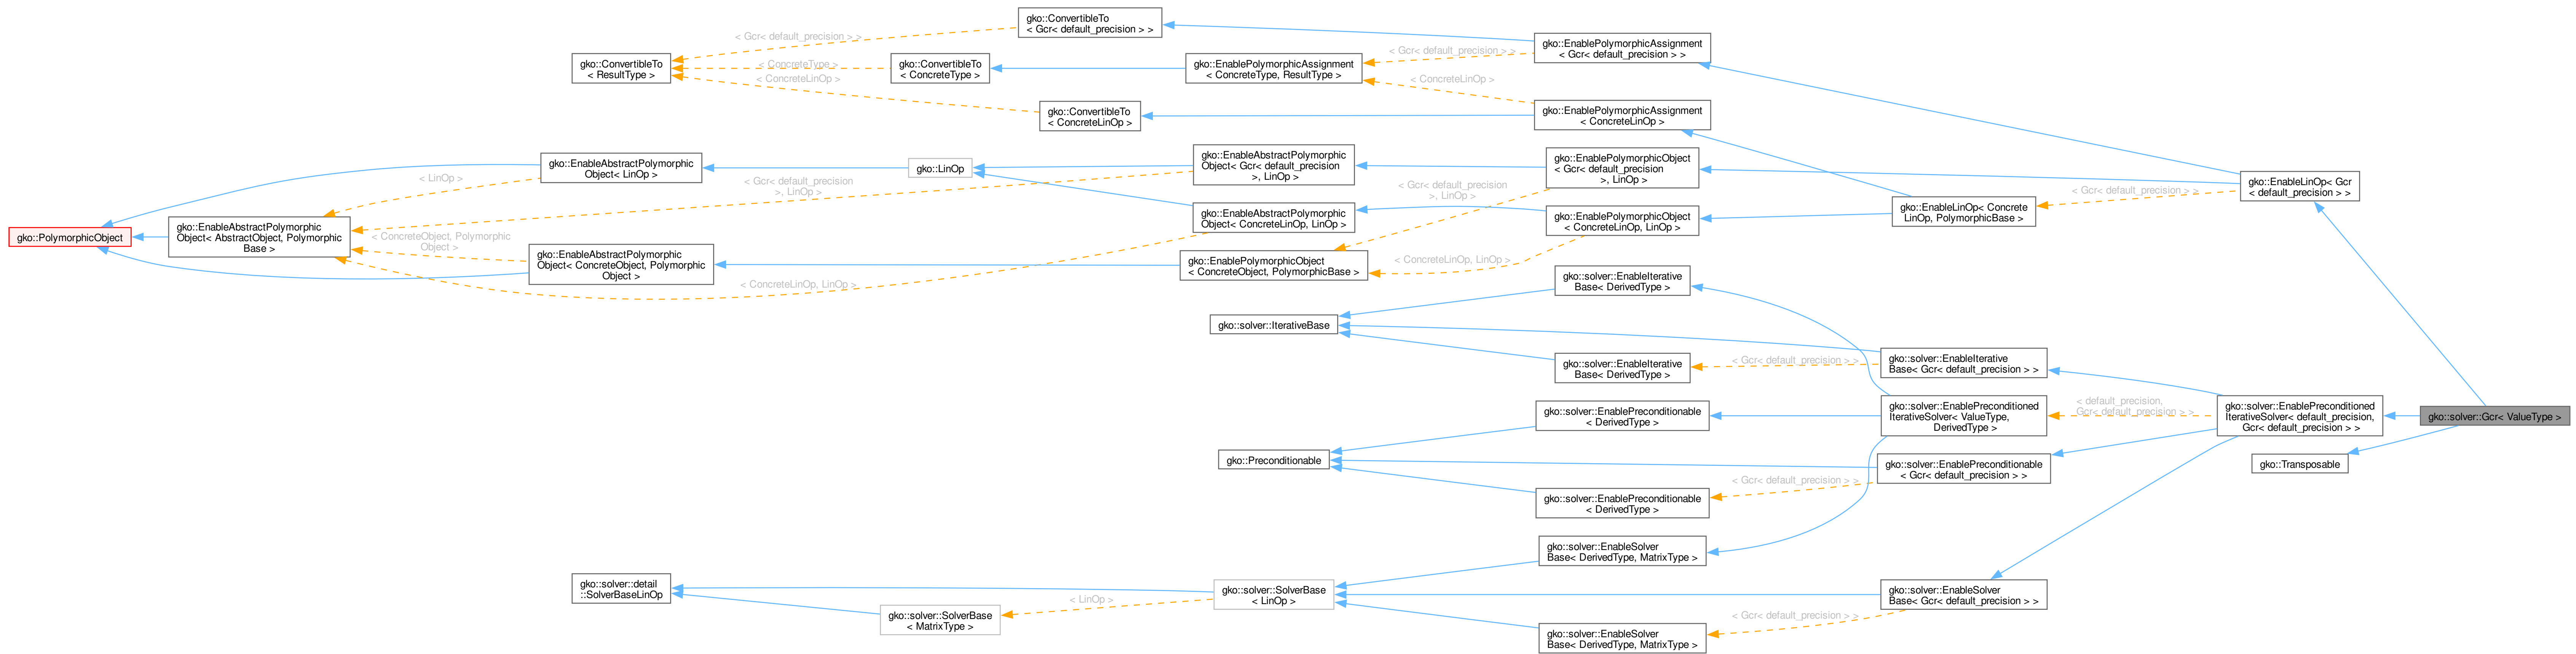 gko::ConvertibleTo
< Gcr< default_precision > >
< Gcr< default_precision > >
gko::EnablePolymorphicAssignment
< Gcr< default_precision > >
gko::ConvertibleTo
< ResultType >
< ConcreteType >
gko::ConvertibleTo
< ConcreteType >
gko::EnablePolymorphicAssignment
< ConcreteType, ResultType >
< Gcr< default_precision > >
< ConcreteLinOp >
< ConcreteLinOp >
gko::ConvertibleTo
< ConcreteLinOp >
gko::EnablePolymorphicAssignment
< ConcreteLinOp >
gko::EnableAbstractPolymorphic
Object< LinOp >
gko::LinOp
gko::EnableAbstractPolymorphic
Object< Gcr< default_precision
>, LinOp >
gko::EnablePolymorphicObject
< Gcr< default_precision
>, LinOp >
< LinOp >
< Gcr< default_precision
>, LinOp >
< Gcr< default_precision
>, LinOp >
gko::EnableLinOp< Gcr
< default_precision > >
< Gcr< default_precision > >
gko::EnableLinOp< Concrete
LinOp, PolymorphicBase >
gko::EnableAbstractPolymorphic
Object< ConcreteLinOp, LinOp >
gko::EnablePolymorphicObject
< ConcreteLinOp, LinOp >
gko::PolymorphicObject
gko::EnableAbstractPolymorphic
Object< AbstractObject, Polymorphic
Base >
< ConcreteObject, Polymorphic
Object >
gko::EnableAbstractPolymorphic
Object< ConcreteObject, Polymorphic
Object >
gko::EnablePolymorphicObject
< ConcreteObject, PolymorphicBase >
< ConcreteLinOp, LinOp >
< ConcreteLinOp, LinOp >
gko::solver::EnableIterative
Base< DerivedType >
gko::solver::IterativeBase
gko::solver::EnableIterative
Base< DerivedType >
< Gcr< default_precision > >
gko::solver::EnableIterative
Base< Gcr< default_precision > >
gko::solver::EnablePreconditionable
< DerivedType >
gko::solver::EnablePreconditioned
IterativeSolver< ValueType,
DerivedType >
< default_precision,
Gcr< default_precision > >
gko::solver::EnablePreconditioned
IterativeSolver< default_precision,
Gcr< default_precision > >
gko::solver::Gcr< ValueType >
gko::Preconditionable
gko::solver::EnablePreconditionable
< Gcr< default_precision > >
gko::Transposable
< Gcr< default_precision > >
gko::solver::EnablePreconditionable
< DerivedType >
gko::solver::EnableSolver
Base< DerivedType, MatrixType >
gko::solver::detail
::SolverBaseLinOp
gko::solver::SolverBase
< LinOp >
gko::solver::EnableSolver
Base< Gcr< default_precision > >
< LinOp >
gko::solver::SolverBase
< MatrixType >
< Gcr< default_precision > >
gko::solver::EnableSolver
Base< DerivedType, MatrixType >